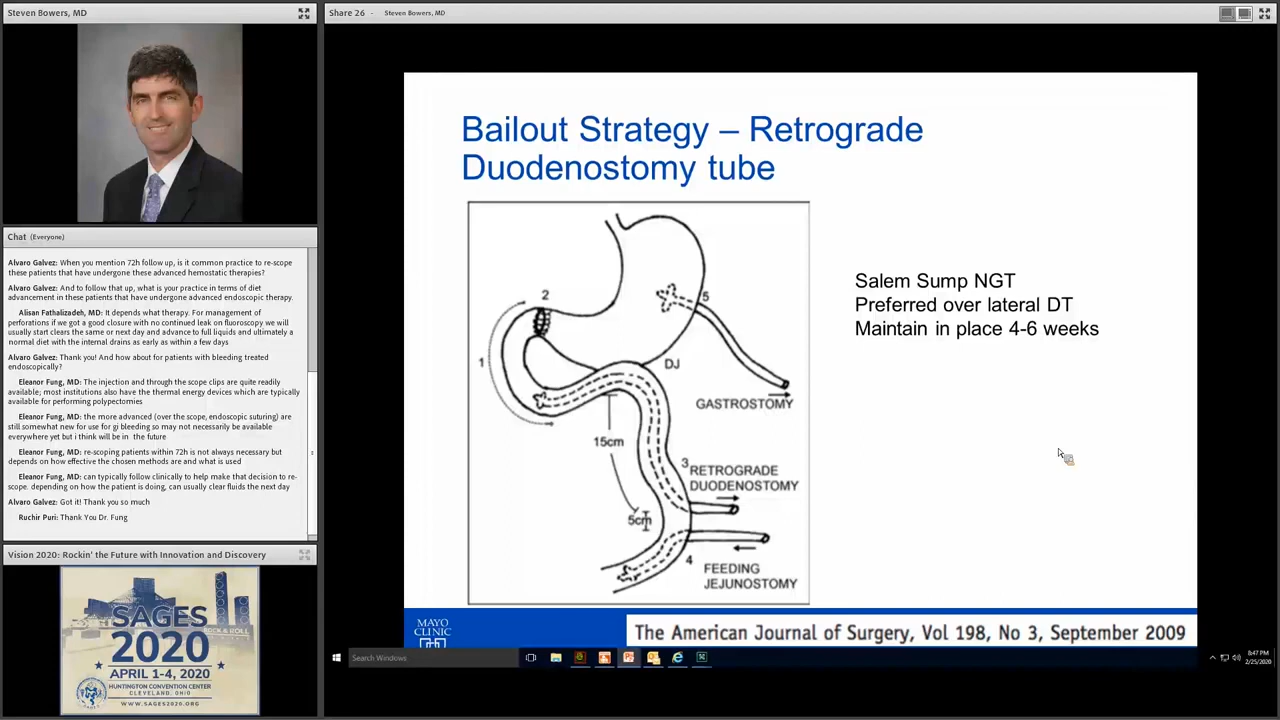 Steven Bowers, MD
Chat (Everyone)
Alvaro Galvez: When you mention 72h follow up, is it common practice to re-scope
these patients that have undergone these advanced hemostatic therapies?
Alvaro Galvez: And to follow that up, what is your practice in terms of diet
advancement in these patients that have undergone advanced endoscopic therapy.
Alisan Fathalizadeh, MD: It depends what therapy. For management of
perforations if we got a good closure with no continued leak on fluoroscopy we will
usually start clears the same or next day and advance to full liquids and ultimately a
normal diet with the internal drains as early as within a few days
Alvaro Galvez: Thank you! And how about for patients with bleeding treated
endoscopically?
Eleanor Fung, MD: The injection and through the scope clips are quite readily
available; most institutions also have the thermal energy devices which are typically
available for performing polypectomies
Eleanor Fung, MD: the more advanced (over the scope, endoscopic suturing) are
still somewhat new for use for gi bleeding so may not necessarily be available
everywhere yet but i think will be in the future
Eleanor Fung, MD: re-scoping patients within 72h is not always necessary but
depends on how effective the chosen methods are and what is used
Eleanor Fung, MD: can typically follow clinically to help make that decision to re-
scope. depending on how the patient is doing, can usually clear fluids the next day
Alvaro Galvez: Got it! Thank you so much
Ruchir Puri: Thank You Dr. Fung
Vision 2020: Rockin' the Future with Innovation and Discovery
ROCK & ROLL
SAGES
2020
APRIL 1-4, 2020
HUNTINGTON CONVENTION CENTER
CLEVELAND, OHIO
WWW.SAGES2020.ORG
Share 26 - Steven Bowers, MD
Bailout Strategy – Retrograde
Duodenostomy tube
2
5
1
DJ
GASTROSTOMY
15cm
3
RETROGRADE
DUODENOSTOMY
5cm
4
FEEDING
JEJUNOSTOMY
Salem Sump NGT
Preferred over lateral DT
Maintain in place 4-6 weeks
MAYO
CLINIC
The American Journal of Surgery, Vol 198, No 3, September 2009
Search Windows
8:47 PM
2/25/2020